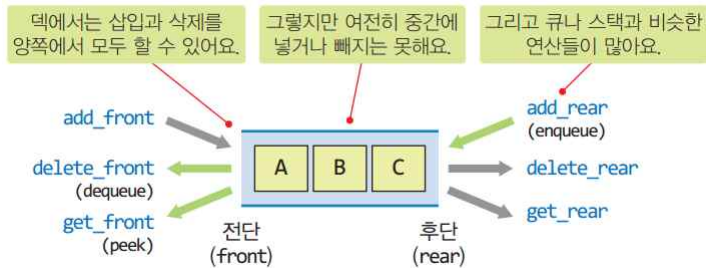 덱에서는 삽입과 삭제를
양쪽에서 모두 할 수 있어요.
그렇지만 여전히 중간에
넣거나 빼지는 못해요.
그리고 큐나 스택과 비슷한
연산들이 많아요.
add_front
delete_front
(dequeue)
get_front
(peek)
A B C
전단
(front)
후단
(rear)
add_rear
(enqueue)
delete_rear
get_rear